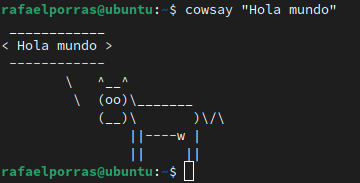 rafaelporras@ubuntu:~$ cowsay "Hola mundo"
 ____________
< Hola mundo >
 ------------
        \   ^__^
         \  (oo)\_______
            (__)\       )\/\
                ||----w |
                ||     ||
rafaelporras@ubuntu:~$